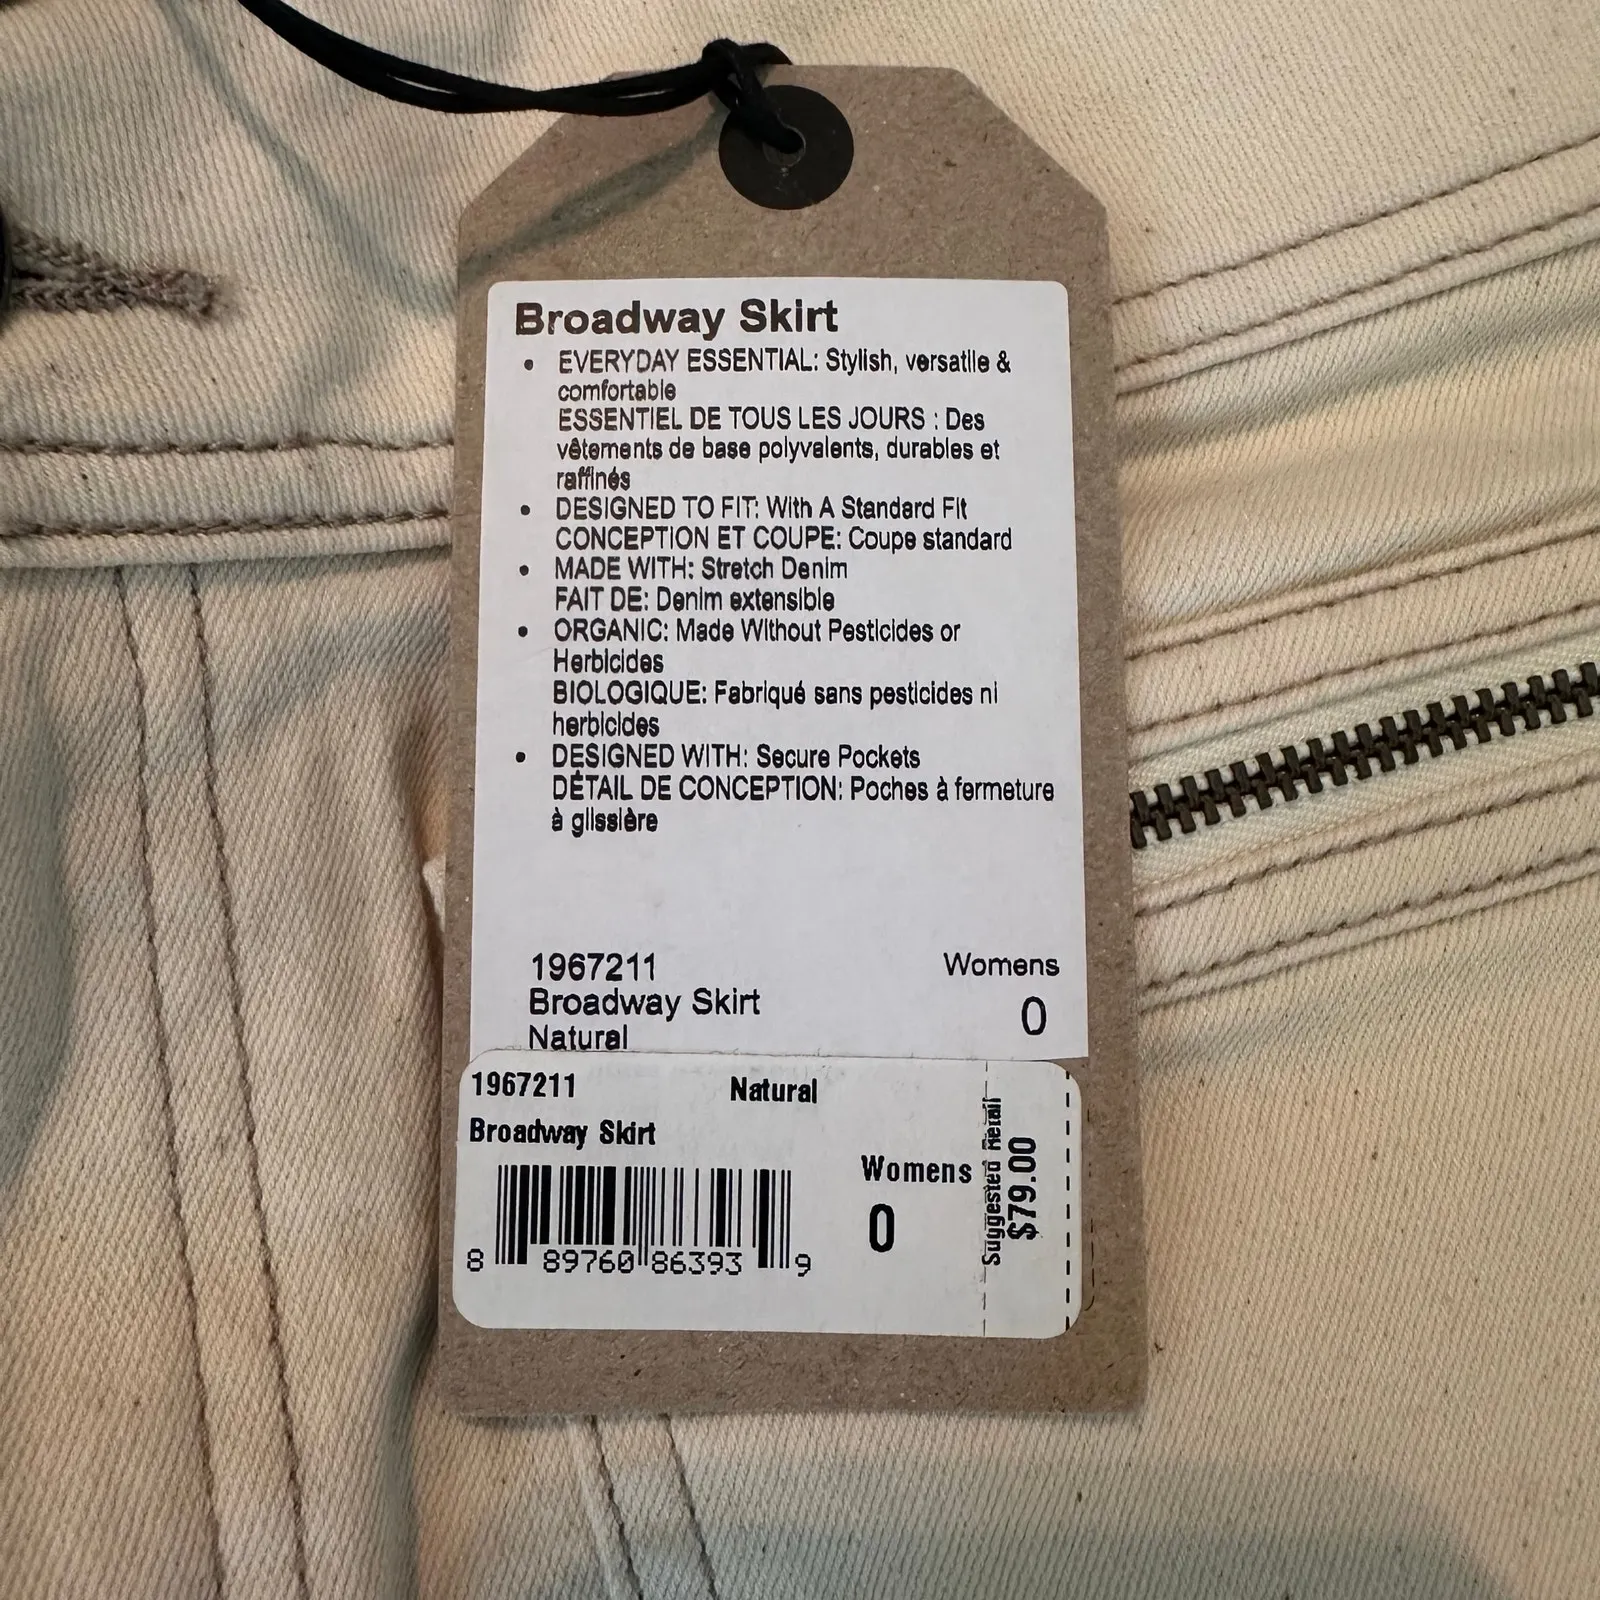 Broadway Skirt
• EVERYDAY ESSENTIAL: Stylish, versatile &
comfortable
ESSENTIEL DE TOUS LES JOURS : Des
vêtements de base polyvalents, durables et
raffinés
• DESIGNED TO FIT: With A Standard Fit
CONCEPTION ET COUPE: Coupe standard
• MADE WITH: Stretch Denim
FAIT DE: Denim extensible
• ORGANIC: Made Without Pesticides or
Herbicides
BIOLOGIQUE: Fabriqué sans pesticides ni
herbicides
• DESIGNED WITH: Secure Pockets
DÉTAIL DE CONCEPTION: Poches à fermeture
à glissière
1967211 Womens
Broadway Skirt 0
Natural
1967211 Natural
Broadway Skirt
Womens
0
8 89760 86393 9
Suggested Retail
$79.00